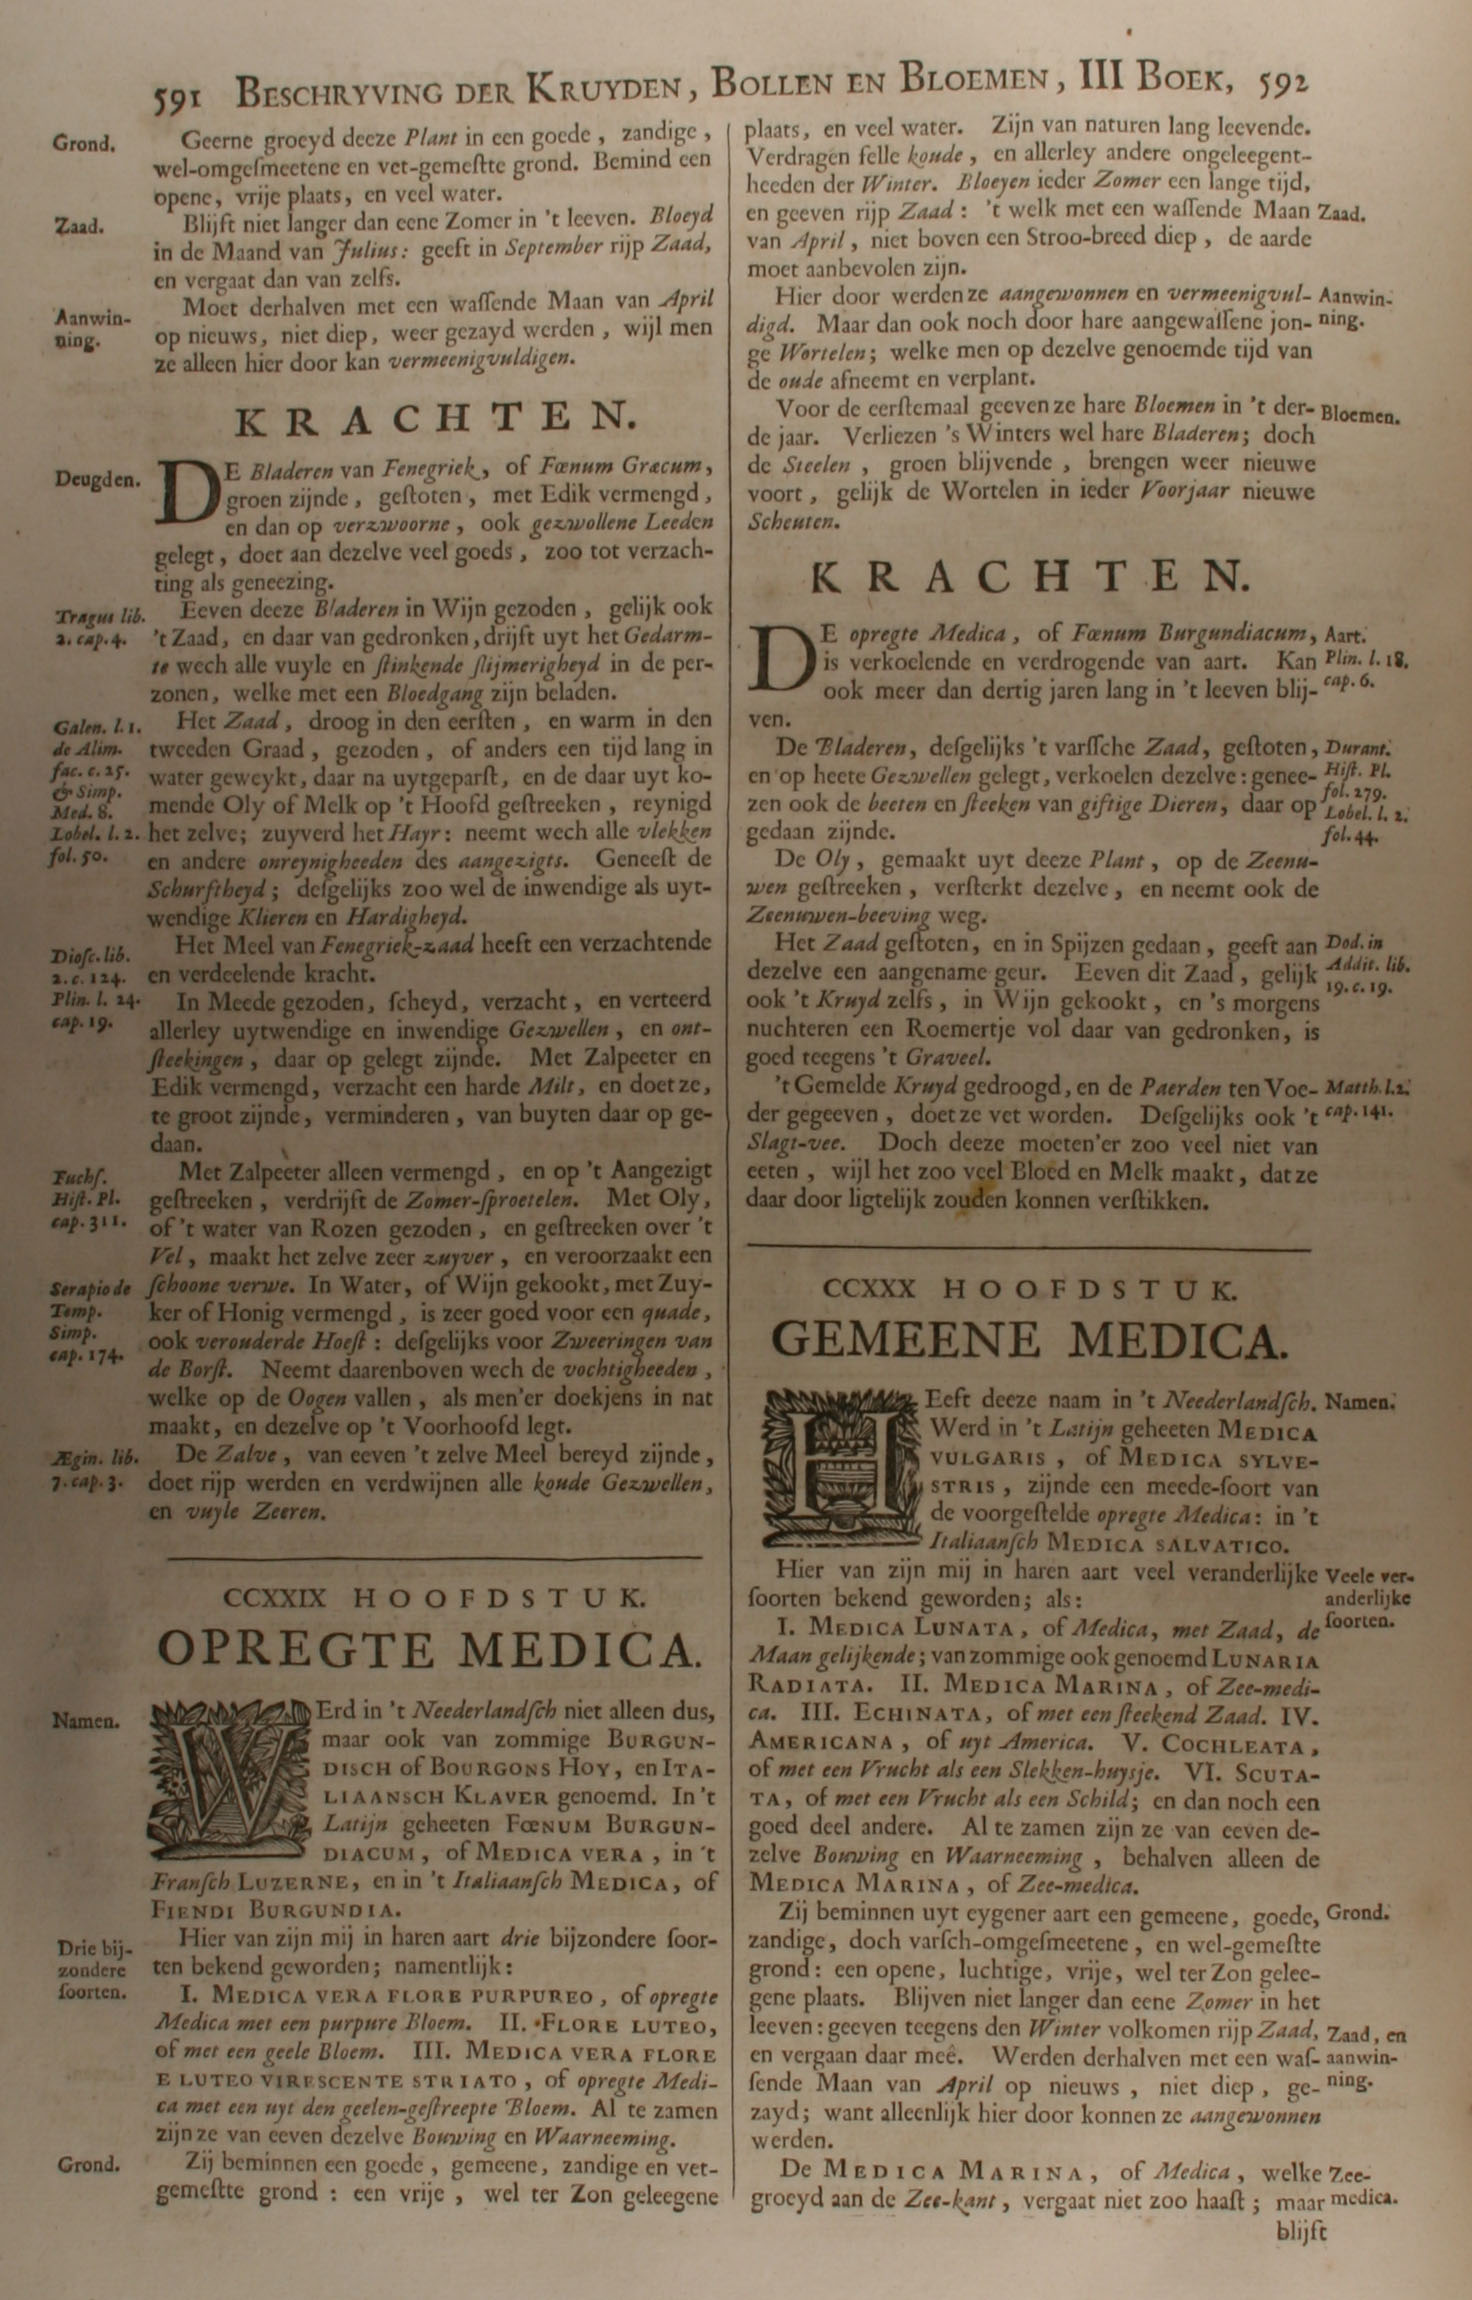 591 BESCHRYVING DER KRUYDEN, BOLLEN EN BLOEMEN, III BOEK, 592
Grond.
Geerne groeyd deeze Plant in een goede, zandige,
wel-omgeſmeetene en vet-gemeſtte grond. Bemind een
opene, vrije plaats, en veel water.
Zaad.
Blijft niet langer dan eene Zomer in 't leeven. Bloeyd
in de Maand van Julius: geeft in September rijp Zaad,
en vergaat dan van zelfs.
Aanwin-
ning.
Moet derhalven met een waſſende Maan van April
op nieuws, niet diep, weer gezayd werden, wijl men
ze alleen hier door kan vermeenigvuldigen.
KRACHTEN.
Deugden.
DE Bladeren van Fenegriek, of Fœnum Græcum,
groen zijnde, geſtoten, met Edik vermengd,
en dan op verzwoorne, ook gezwollene Leeden
gelegt, doet aan dezelve veel goeds, zoo tot verzach-
ting als geneezing.
Tragus lib.
2. cap. 4.
Eeven deeze Bladeren in Wijn gezoden, gelijk ook
't Zaad, en daar van gedronken, drijft uyt het Gedarm-
te wech alle vuyle en ſtinkende ſlijmerigheyd in de per-
zonen, welke met een Bloedgang zijn beladen.
Galen. l. 1.
de Alim.
fac. c. 25.
& Simp.
Med. 8.
Lobel. l. 2.
fol. 50.
Het Zaad, droog in den eerſten, en warm in den
tweeden Graad, gezoden, of anders een tijd lang in
water geweykt, daar na uytgeparſt, en de daar uyt ko-
mende Oly of Melk op 't Hoofd geſtreeken, reynigd
het zelve; zuyverd het Hayr: neemt wech alle vlekken
en andere onreynigheeden des aangezigts. Geneeſt de
Schurftheyd; deſgelijks zoo wel de inwendige als uyt-
wendige Klieren en Hardigheyd.
Dioſc. lib.
2. c. 124.
Plin. l. 24.
cap. 19.
Het Meel van Fenegriek-zaad heeft een verzachtende
en verdeelende kracht.
In Meede gezoden, ſcheyd, verzacht, en verteerd
allerley uytwendige en inwendige Gezwellen, en ont-
ſteekingen, daar op gelegt zijnde. Met Zalpeeter en
Edik vermengd, verzacht een harde Milt, en doet ze,
te groot zijnde, verminderen, van buyten daar op ge-
daan.
Fuchſ.
Hiſt. Pl.
cap. 311.
Met Zalpeeter alleen vermengd, en op 't Aangezigt
geſtreeken, verdrijft de Zomer-ſproetelen. Met Oly,
of 't water van Rozen gezoden, en geſtreeken over 't
Vel, maakt het zelve zeer zuyver, en veroorzaakt een
Serapio de
Temp.
Simp.
cap. 174.
ſchoone verwe. In Water, of Wijn gekookt, met Zuy-
ker of Honig vermengd, is zeer goed voor een quade,
ook verouderde Hoeſt: deſgelijks voor Zweeringen van
de Borſt. Neemt daarenboven wech de vochtigheeden,
welke op de Oogen vallen, als men'er doekjens in nat
maakt, en dezelve op 't Voorhoofd legt.
Ægin. lib.
7. cap. 3.
De Zalve, van eeven 't zelve Meel bereyd zijnde,
doet rijp werden en verdwijnen alle koude Gezwellen,
en vuyle Zeeren.
CCXXIX HOOFDSTUK.
OPREGTE MEDICA.
Namen.
WErd in 't Neederlandſch niet alleen dus,
maar ook van zommige BURGUN-
DISCH of BOURGONS HOY, en ITA-
LIAANSCH KLAVER genoemd. In 't
Latijn geheeten FŒNUM BURGUN-
DIACUM, of MEDICA VERA, in 't
Franſch LUZERNE, en in 't Italiaanſch MEDICA, of
FIENDI BURGUNDIA.
Drie bij-
zondere
ſoorten.
Hier van zijn mij in haren aart drie bijzondere ſoor-
ten bekend geworden; namentlijk:
I. MEDICA VERA FLORE PURPUREO, of opregte
Medica met een purpure Bloem. II. FLORE LUTEO,
of met een geele Bloem. III. MEDICA VERA FLORE
E LUTEO VIRESCENTE STRIATO, of opregte Medi-
ca met een uyt den geelen-geſtreepte Bloem. Al te zamen
zijn ze van eeven dezelve Bouwing en Waarneeming.
Grond.
Zij beminnen een goede, gemeene, zandige en vet-
gemeſtte grond: een vrije, wel ter Zon geleegene
plaats, en veel water. Zijn van naturen lang leevende.
Verdragen felle koude, en allerley andere ongeleegent-
heeden der Winter. Bloeyen ieder Zomer een lange tijd,
en geeven rijp Zaad: 't welk met een waſſende Maan
Zaad.
van April, niet boven een Stroo-breed diep, de aarde
moet aanbevolen zijn.
Hier door werden ze aangewonnen en vermeenigvul-
Aanwin-
ning.
digd. Maar dan ook noch door hare aangewaſſene jon-
ge Wortelen; welke men op dezelve genoemde tijd van
de oude afneemt en verplant.
Voor de eerſtemaal geeven ze hare Bloemen in 't der-
Bloemen.
de jaar. Verliezen 's Winters wel hare Bladeren; doch
de Steelen, groen blijvende, brengen weer nieuwe
voort, gelijk de Wortelen in ieder Voorjaar nieuwe
Scheuten.
KRACHTEN.
DE opregte Medica, of Fœnum Burgundiacum,
Aart.
is verkoelende en verdrogende van aart. Kan
Plin. l. 18.
cap. 6.
ook meer dan dertig jaren lang in 't leeven blij-
ven.
De Bladeren, deſgelijks 't varſſche Zaad, geſtoten,
Durant.
Hiſt. Pl.
fol. 279.
Lobel. l. 2.
fol. 44.
en op heete Gezwellen gelegt, verkoelen dezelve: genee-
zen ook de beeten en ſteeken van giftige Dieren, daar op
gedaan zijnde.
De Oly, gemaakt uyt deeze Plant, op de Zeenu-
wen geſtreeken, verſterkt dezelve, en neemt ook de
Zeenuwen-beeving weg.
Het Zaad geſtoten, en in Spijzen gedaan, geeft aan
Dod. in
Addit. lib.
19. c. 19.
dezelve een aangename geur. Eeven dit Zaad, gelijk
ook 't Kruyd zelfs, in Wijn gekookt, en 's morgens
nuchteren een Roemertje vol daar van gedronken, is
goed teegens 't Graveel.
't Gemelde Kruyd gedroogd, en de Paerden ten Voe-
Matth. l. 2.
cap. 141.
der gegeeven, doet ze vet worden. Deſgelijks ook 't
Slagt-vee. Doch deeze moeten'er zoo veel niet van
eeten, wijl het zoo veel Bloed en Melk maakt, dat ze
daar door ligtelijk zouden konnen verſtikken.
CCXXX HOOFDSTUK.
GEMEENE MEDICA.
HEeft deeze naam in 't Neederlandſch.
Namen.
Werd in 't Latijn geheeten MEDICA
VULGARIS, of MEDICA SYLVE-
STRIS, zijnde een meede-ſoort van
de voorgeſtelde opregte Medica: in 't
Italiaanſch MEDICA SALVATICO.
Hier van zijn mij in haren aart veel veranderlijke
Veele ver-
anderlijke
ſoorten.
ſoorten bekend geworden; als:
I. MEDICA LUNATA, of Medica, met Zaad, de
Maan gelijkende; van zommige ook genoemd LUNARIA
RADIATA. II. MEDICA MARINA, of Zee-medi-
ca. III. ECHINATA, of met een ſteekend Zaad. IV.
AMERICANA, of uyt America. V. COCHLEATA,
of met een Vrucht als een Slekken-huysje. VI. SCUTA-
TA, of met een Vrucht als een Schild; en dan noch een
goed deel andere. Al te zamen zijn ze van eeven de-
zelve Bouwing en Waarneeming, behalven alleen de
MEDICA MARINA, of Zee-medica.
Zij beminnen uyt eygener aart een gemeene, goede,
Grond.
zandige, doch varſch-omgeſmeetene, en wel-gemeſtte
grond: een opene, luchtige, vrije, wel ter Zon gelee-
gene plaats. Blijven niet langer dan eene Zomer in het
leeven: geeven teegens den Winter volkomen rijp Zaad,
Zaad, en
aanwin-
ning.
en vergaan daar meê. Werden derhalven met een waſ-
ſende Maan van April op nieuws, niet diep, ge-
zayd; want alleenlijk hier door konnen ze aangewonnen
werden.
De MEDICA MARINA, of Medica, welke
Zee-
medica.
groeyd aan de Zee-kant, vergaat niet zoo haaſt; maar
blijft